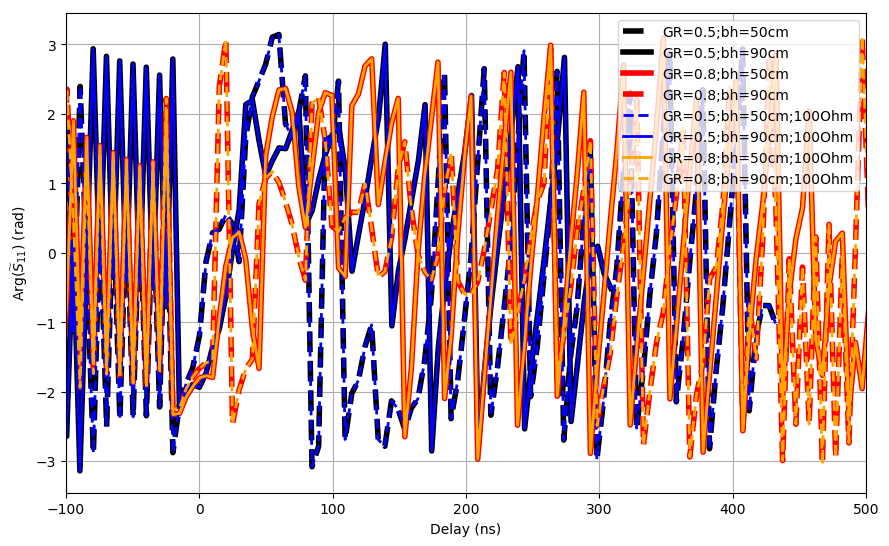 GR=0.5;bh=50cm
GR=0.5;bh=90cm
GR=0.8;bh=50cm
GR=0.8;bh=90cm
GR=0.5;bh=50cm;100Ohm
GR=0.5;bh=90cm;100Ohm
GR=0.8;bh=50cm;100Ohm
GR=0.8;bh=90cm;100Ohm
3
2
1
0
−1
−2
−3
Arg(S̃₁₁) (rad)
−100
0
100
200
300
400
500
Delay (ns)